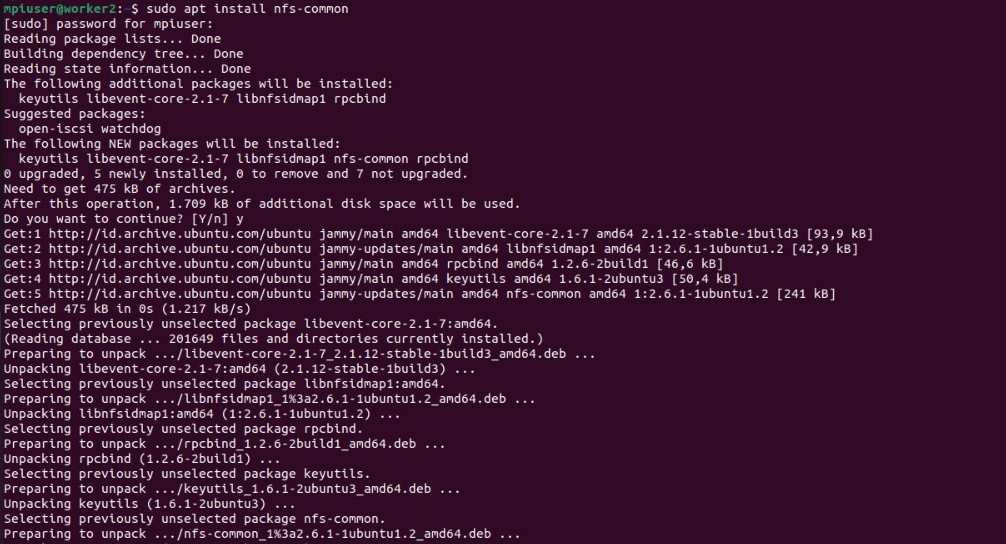 mpiuser@worker2:~$ sudo apt install nfs-common
[sudo] password for mpiuser:
Reading package lists... Done
Building dependency tree... Done
Reading state information... Done
The following additional packages will be installed:
  keyutils libevent-core-2.1-7 libnfsidmap1 rpcbind
Suggested packages:
  open-iscsi watchdog
The following NEW packages will be installed:
  keyutils libevent-core-2.1-7 libnfsidmap1 nfs-common rpcbind
0 upgraded, 5 newly installed, 0 to remove and 7 not upgraded.
Need to get 475 kB of archives.
After this operation, 1.709 kB of additional disk space will be used.
Do you want to continue? [Y/n] y
Get:1 http://id.archive.ubuntu.com/ubuntu jammy/main amd64 libevent-core-2.1-7 amd64 2.1.12-stable-1build3 [93,9 kB]
Get:2 http://id.archive.ubuntu.com/ubuntu jammy-updates/main amd64 libnfsidmap1 amd64 1:2.6.1-1ubuntu1.2 [42,9 kB]
Get:3 http://id.archive.ubuntu.com/ubuntu jammy/main amd64 rpcbind amd64 1.2.6-2build1 [46,6 kB]
Get:4 http://id.archive.ubuntu.com/ubuntu jammy/main amd64 keyutils amd64 1.6.1-2ubuntu3 [50,4 kB]
Get:5 http://id.archive.ubuntu.com/ubuntu jammy-updates/main amd64 nfs-common amd64 1:2.6.1-1ubuntu1.2 [241 kB]
Fetched 475 kB in 0s (1.217 kB/s)
Selecting previously unselected package libevent-core-2.1-7:amd64.
(Reading database ... 201649 files and directories currently installed.)
Preparing to unpack .../libevent-core-2.1-7_2.1.12-stable-1build3_amd64.deb ...
Unpacking libevent-core-2.1-7:amd64 (2.1.12-stable-1build3) ...
Selecting previously unselected package libnfsidmap1:amd64.
Preparing to unpack .../libnfsidmap1_1%3a2.6.1-1ubuntu1.2_amd64.deb ...
Unpacking libnfsidmap1:amd64 (1:2.6.1-1ubuntu1.2) ...
Selecting previously unselected package rpcbind.
Preparing to unpack .../rpcbind_1.2.6-2build1_amd64.deb ...
Unpacking rpcbind (1.2.6-2build1) ...
Selecting previously unselected package keyutils.
Preparing to unpack .../keyutils_1.6.1-2ubuntu3_amd64.deb ...
Unpacking keyutils (1.6.1-2ubuntu3) ...
Selecting previously unselected package nfs-common.
Preparing to unpack .../nfs-common_1%3a2.6.1-1ubuntu1.2_amd64.deb ...